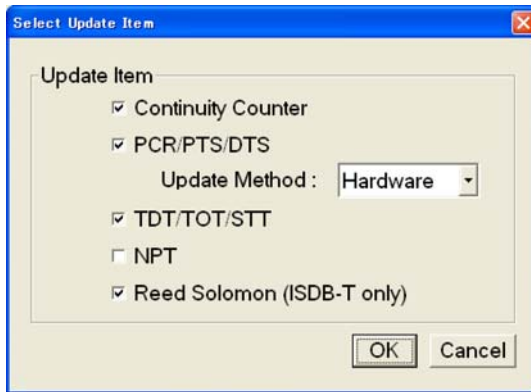 Select Update Item
Update Item
Continuity Counter
PCR/PTS/DTS
Update Method : Hardware
TDT/TOT/STT
NPT
Reed Solomon (ISDB-T only)
OK Cancel